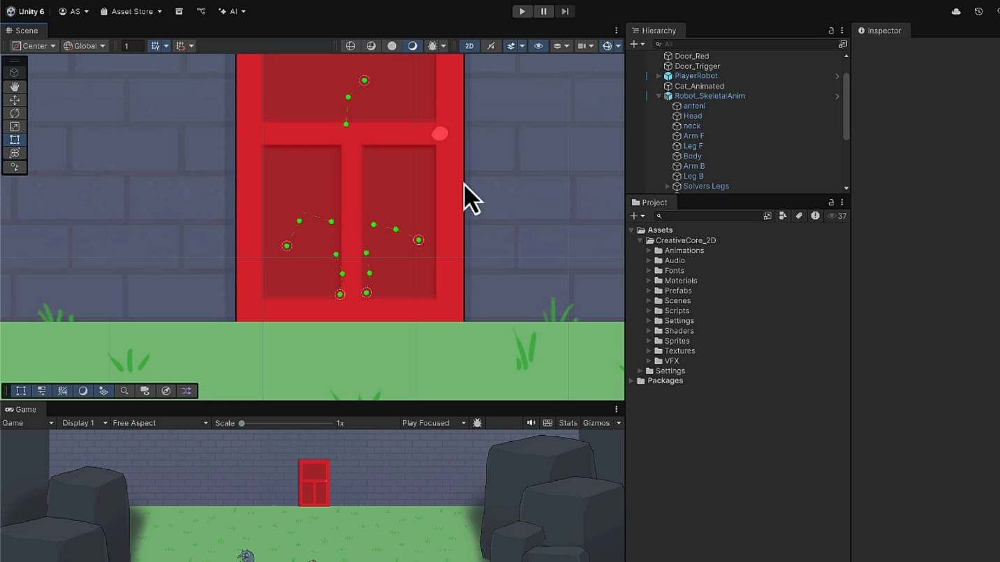 Unity 6 AS Asset Store AI
Scene
Center Global 1 2D
Hierarchy
All
Door_Red
Door_Trigger
PlayerRobot
Cat_Animated
Robot_SkeletalAnim
anteni
Head
neck
Arm F
Leg F
Body
Arm B
Leg B
Solvers Legs
Inspector
Project
37
Assets
CreativeCore_2D
Animations
Audio
Fonts
Materials
Prefabs
Scenes
Scripts
Settings
Shaders
Sprites
Textures
VFX
Settings
Packages
Game
Game Display 1 Free Aspect Scale 1x Play Focused Stats Gizmos